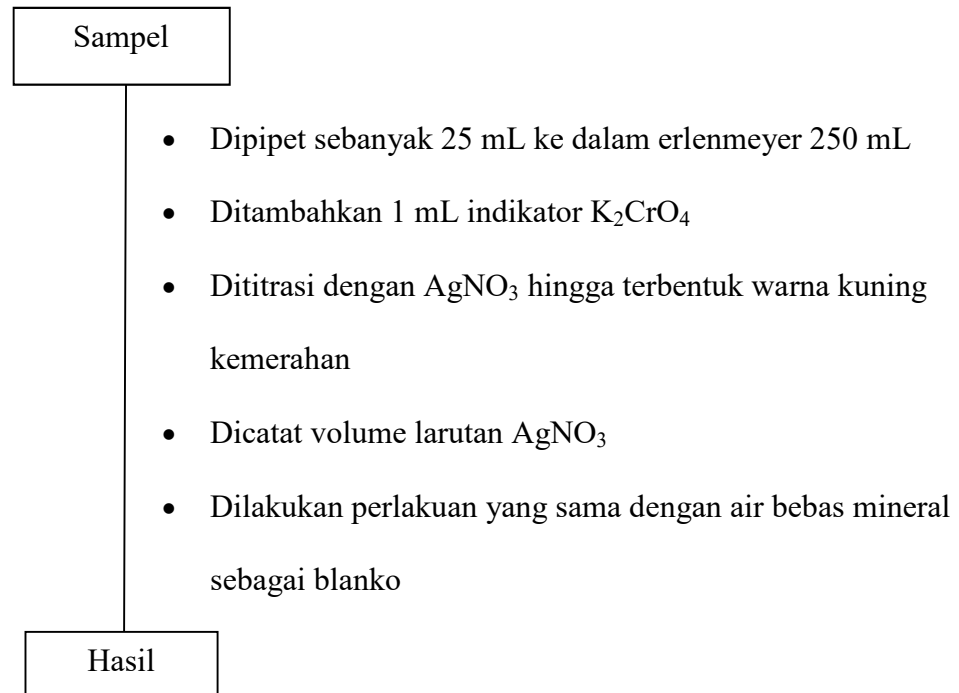 Sampel
• Dipipet sebanyak 25 mL ke dalam erlenmeyer 250 mL
• Ditambahkan 1 mL indikator K₂CrO₄
• Dititrasi dengan AgNO₃ hingga terbentuk warna kuning
kemerahan
• Dicatat volume larutan AgNO₃
• Dilakukan perlakuan yang sama dengan air bebas mineral
sebagai blanko
Hasil